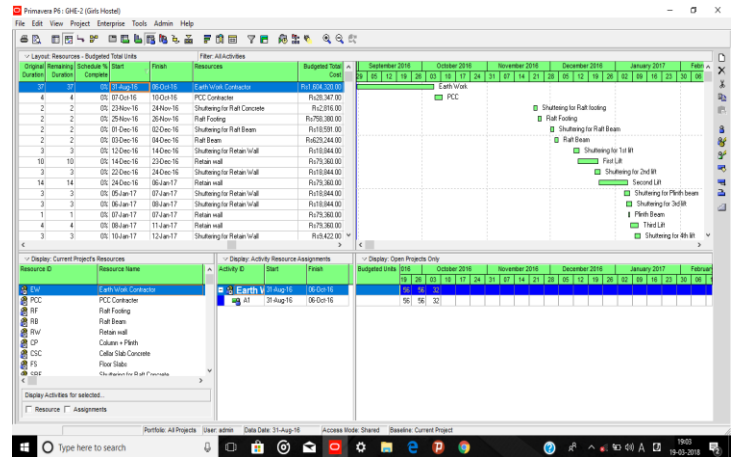 Primavera P6 : GHE-2 (Girls Hostel)
File Edit View Project Enterprise Tools Admin Help
Layout: Resources - Budgeted Total Units Filter: All Activities
Original Duration Remaining Duration Schedule % Complete Start Finish Resources Budgeted Total Cost
September 2016 October 2016 November 2016 December 2016 January 2017 Febr
29 05 12 19 26 03 10 17 24 31 07 14 21 28 05 12 19 26 02 09 16 23 30 06
37 37 0% 31-Aug-16 06-Oct-16 Earth Work Contractor Rs1,604,320.00 Earth Work
4 4 0% 07-Oct-16 10-Oct-16 PCC Contracter Rs28,347.00 PCC
2 2 0% 23-Nov-16 24-Nov-16 Shuttering for Raft Concrete Rs2,816.00 Shuttering for Raft footing
2 2 0% 25-Nov-16 26-Nov-16 Raft Footing Rs758,380.00 Raft Footing
2 2 0% 01-Dec-16 02-Dec-16 Shuttering for Raft Beam Rs18,591.00 Shuttering for Raft Beam
2 2 0% 03-Dec-16 04-Dec-16 Raft Beam Rs629,244.00 Raft Beam
3 3 0% 12-Dec-16 14-Dec-16 Shuttering for Retain Wall Rs18,844.00 Shuttering for 1st lift
10 10 0% 14-Dec-16 23-Dec-16 Retain wall Rs79,360.00 First Lift
3 3 0% 22-Dec-16 24-Dec-16 Shuttering for Retain Wall Rs18,844.00 Shuttering for 2nd lift
14 14 0% 24-Dec-16 06-Jan-17 Retain wall Rs79,360.00 Second Lift
3 3 0% 05-Jan-17 07-Jan-17 Shuttering for Retain Wall Rs18,844.00 Shuttering for Plinth beam
3 3 0% 06-Jan-17 08-Jan-17 Shuttering for Retain Wall Rs18,844.00 Shuttering for 3rd lift
1 1 0% 07-Jan-17 07-Jan-17 Retain wall Rs79,360.00 Plinth Beam
4 4 0% 08-Jan-17 11-Jan-17 Retain wall Rs79,360.00 Third Lift
3 3 0% 10-Jan-17 12-Jan-17 Shuttering for Retain Wall Rs9,422.00 Shuttering for 4th lift
Display: Current Project's Resources Display: Activity Resource Assignments Display: Open Projects Only
Resource ID Resource Name Activity ID Start Finish Budgeted Units 016 October 2016 November 2016 December 2016 January 2017 Februar
19 26 03 10 17 24 31 07 14 21 28 05 12 19 26 02 09 16 23 30 06
EW Earth Work Contractor Earth W 31-Aug-16 06-Oct-16 56 56 32
PCC PCC Contracter A1 31-Aug-16 06-Oct-16 56 56 32
RF Raft Footing
RB Raft Beam
RW Retain wall
CP Column + Plinth
CSC Cellar Slab Concrete
FS Floor Slabs
SRF Shuttering for Raft Concrete
Display Activities for selected...
Resource Assignments
Portfolio: All Projects User: admin Data Date: 31-Aug-16 Access Mode: Shared Baseline: Current Project
Type here to search
19:03
19-03-2018